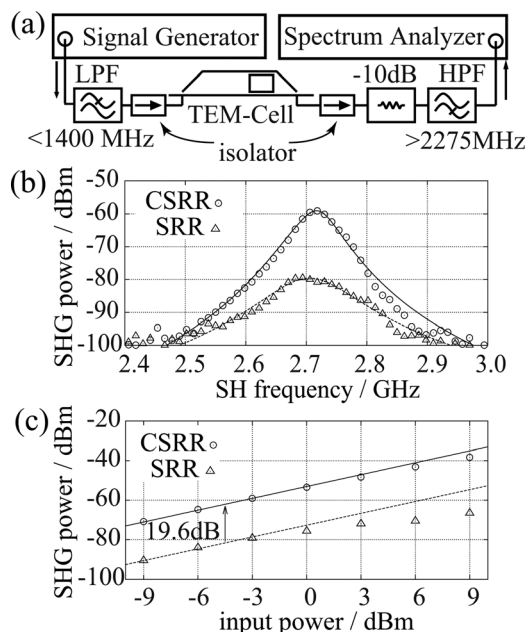 (a)
Signal Generator
Spectrum Analyzer
LPF
-10dB
HPF
TEM-Cell
<1400 MHz
isolator
>2275MHz
(b)
SHG power / dBm
-50
-60
-70
-80
-90
-100
CSRR
SRR
2.4
2.5
2.6
2.7
2.8
2.9
3.0
SH frequency / GHz
(c)
SHG power / dBm
-20
-40
-60
-80
-100
CSRR
SRR
19.6dB
-9
-6
-3
0
3
6
9
input power / dBm